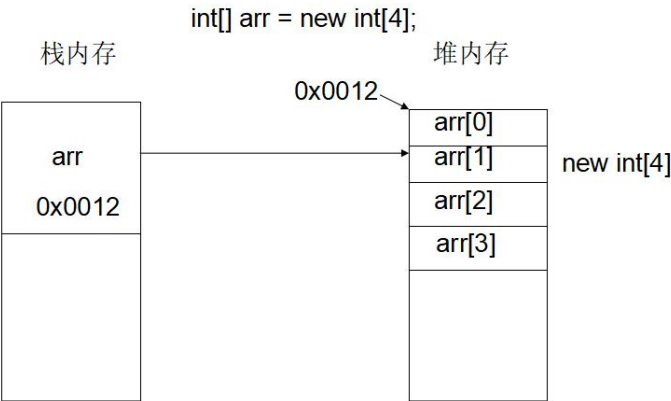 int[] arr = new int[4];
栈内存
堆内存
0x0012
arr
0x0012
arr[0]
arr[1]
arr[2]
arr[3]
new int[4]